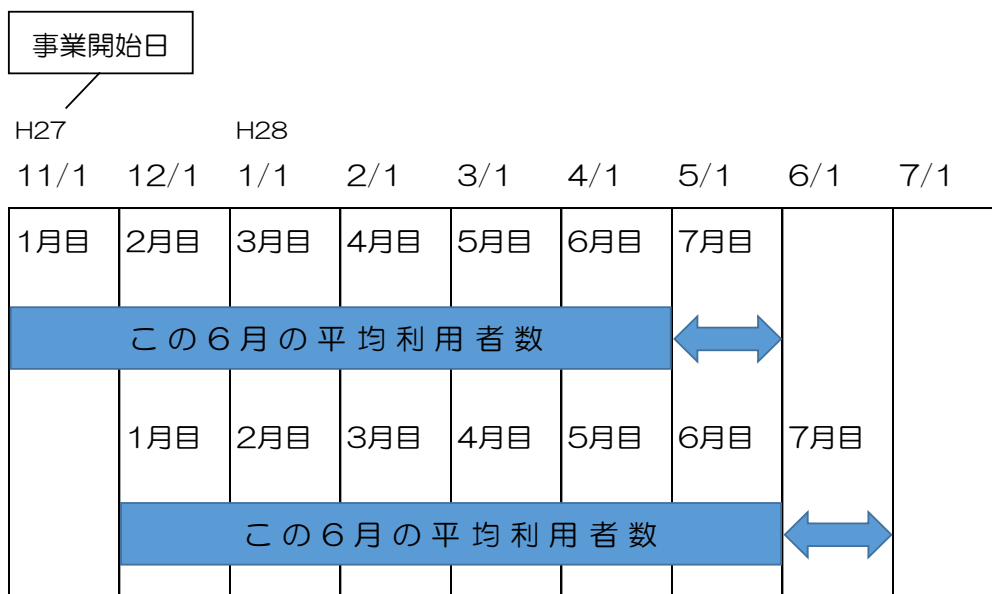 事業開始日
H27 H28
11/1 12/1 1/1 2/1 3/1 4/1 5/1 6/1 7/1
1月目 2月目 3月目 4月目 5月目 6月目 7月目
この6月の平均利用者数
1月目 2月目 3月目 4月目 5月目 6月目 7月目
この6月の平均利用者数